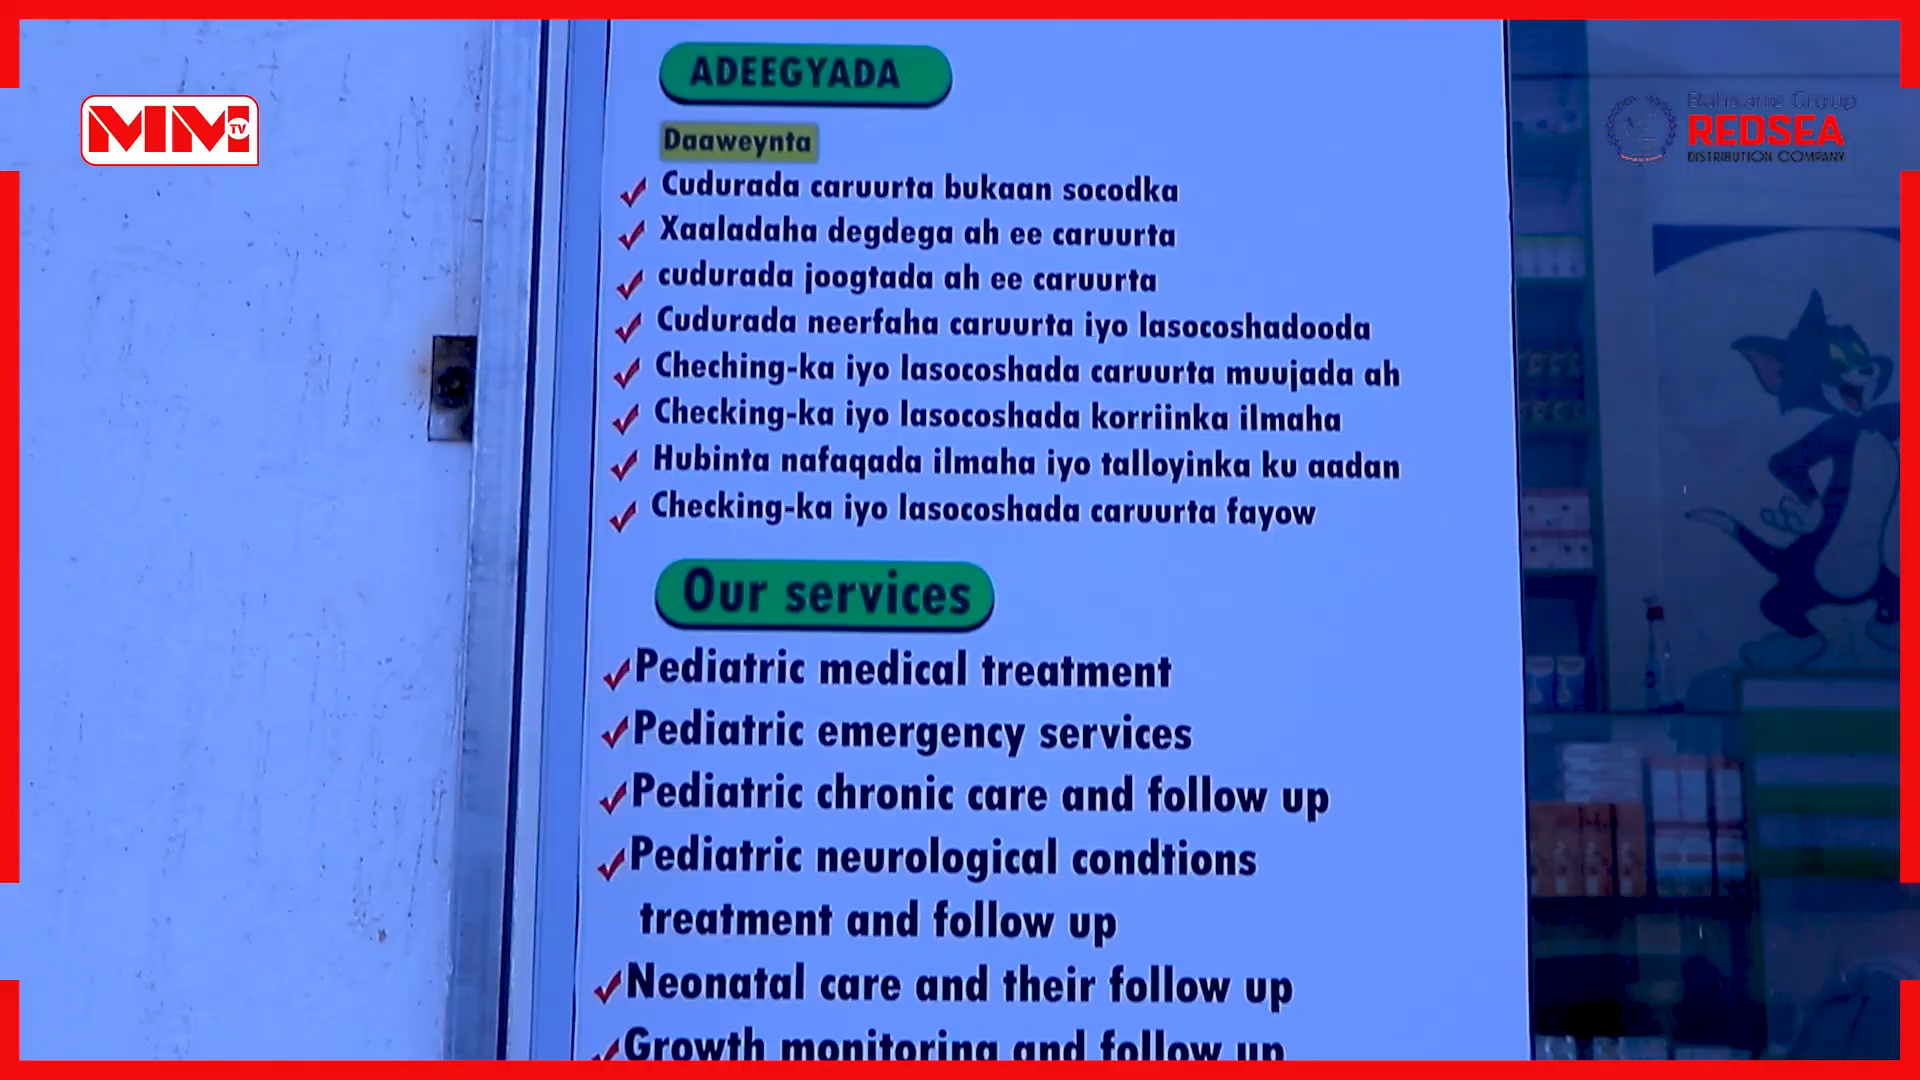 MM TV
Bahsane Group
REDSEA
DISTRIBUTION COMPANY
ADEEGYADA
Daaweynta
Cudurada caruurta bukaan socodka
Xaaladaha degdega ah ee caruurta
cudurada joogtada ah ee caruurta
Cudurada neerfaha caruurta iyo lasocoshadooda
Cheching-ka iyo lasocoshada caruurta muujada ah
Checking-ka iyo lasocoshada korriinka ilmaha
Hubinta nafaqada ilmaha iyo talloyinka ku aadan
Checking-ka iyo lasocoshada caruurta fayow
Our services
Pediatric medical treatment
Pediatric emergency services
Pediatric chronic care and follow up
Pediatric neurological condtions
treatment and follow up
Neonatal care and their follow up
Growth monitoring and follow up